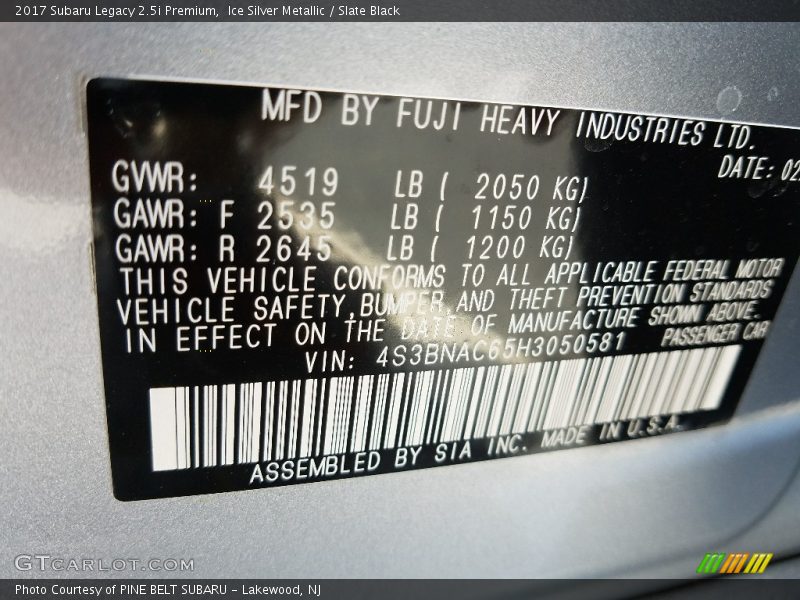 2017 Subaru Legacy 2.5i Premium, Ice Silver Metallic / Slate Black
MFD BY FUJI HEAVY INDUSTRIES LTD.
DATE: 02
GVWR: 4519 LB ( 2050 KG)
GAWR: F 2535 LB ( 1150 KG)
GAWR: R 2645 LB ( 1200 KG)
THIS VEHICLE CONFORMS TO ALL APPLICABLE FEDERAL MOTOR
VEHICLE SAFETY,BUMPER,AND THEFT PREVENTION STANDARDS
IN EFFECT ON THE DATE OF MANUFACTURE SHOWN ABOVE.
PASSENGER CAR
VIN: 4S3BNAC65H3050581
ASSEMBLED BY SIA INC. MADE IN U.S.A.
GTCARLOT.COM
Photo Courtesy of PINE BELT SUBARU - Lakewood, NJ